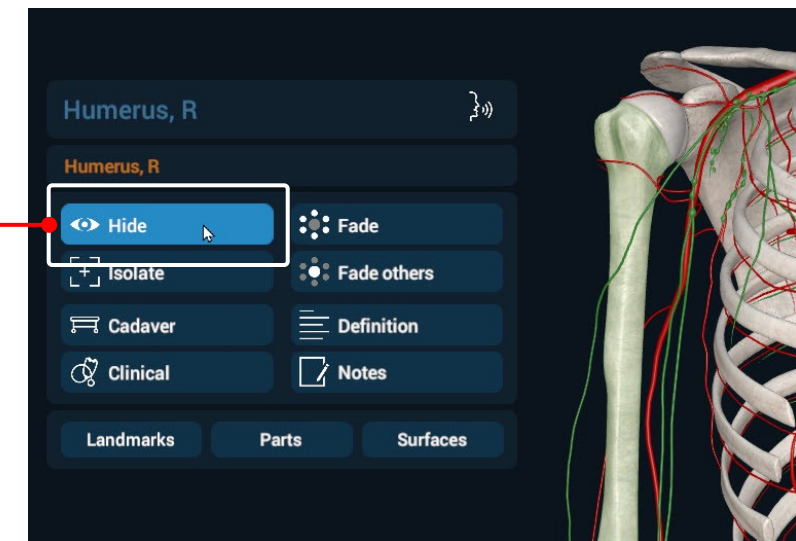 Humerus, R
Humerus, R
Hide
Fade
Isolate
Fade others
Cadaver
Definition
Clinical
Notes
Landmarks
Parts
Surfaces